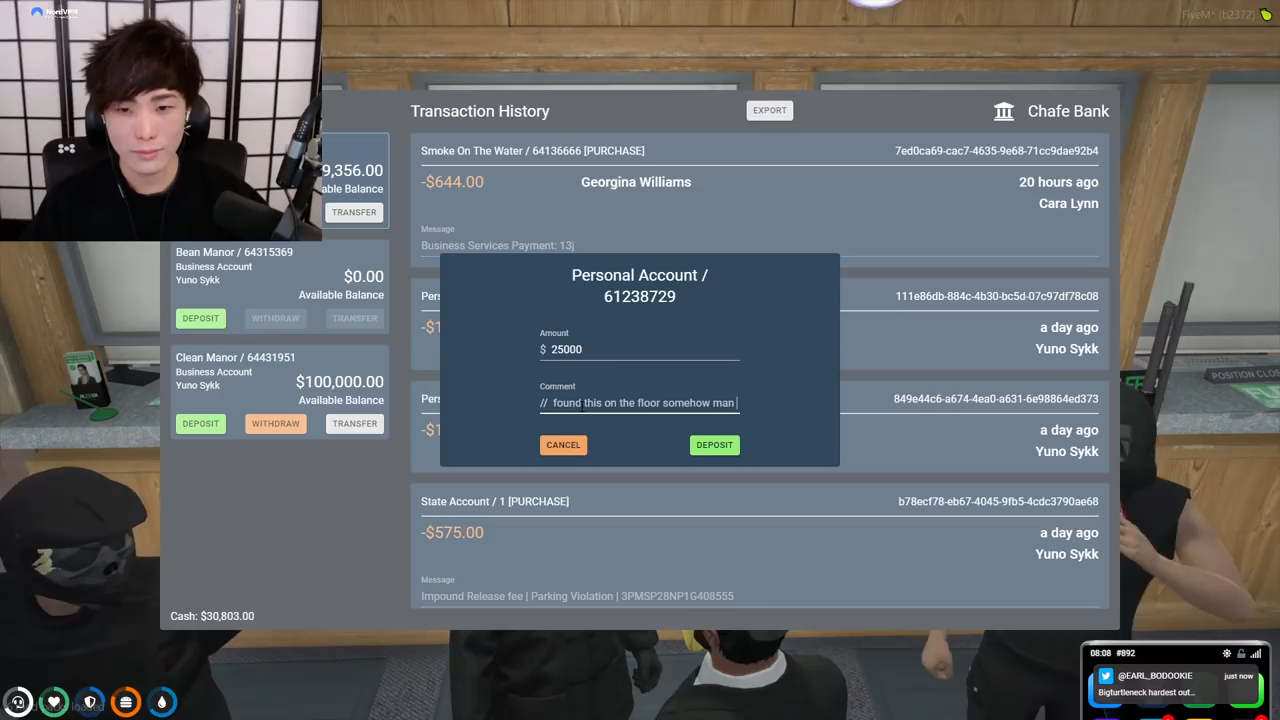 NordVPN
FiveM* (b2372)
Transaction History
EXPORT
Chafe Bank
9,356.00
able Balance
TRANSFER
Bean Manor / 64315369
Business Account
Yuno Sykk
$0.00
Available Balance
DEPOSIT
WITHDRAW
TRANSFER
Clean Manor / 64431951
Business Account
Yuno Sykk
$100,000.00
Available Balance
DEPOSIT
WITHDRAW
TRANSFER
Cash: $30,803.00
Smoke On The Water / 64136666 [PURCHASE]
7ed0ca69-cac7-4635-9e68-71cc9dae92b4
-$644.00
Georgina Williams
20 hours ago
Cara Lynn
Message
Business Services Payment: 13j
Personal Account /
61238729
Amount
$ 25000
Comment
// found this on the floor somehow man
CANCEL
DEPOSIT
Pers
111e86db-884c-4b30-bc5d-07c97df78c08
-$1
a day ago
Yuno Sykk
Pers
849e44c6-a674-4ea0-a631-6e98864ed373
-$1
a day ago
Yuno Sykk
State Account / 1 [PURCHASE]
b78ecf78-eb67-4045-9fb5-4cdc3790ae68
-$575.00
a day ago
Yuno Sykk
Message
Impound Release fee | Parking Violation | 3PMSP28NP1G408555
POSITION CLOS
08:08 #892
@EARL_BODOOKIE
just now
Bigturtleneck hardest out...
loaded